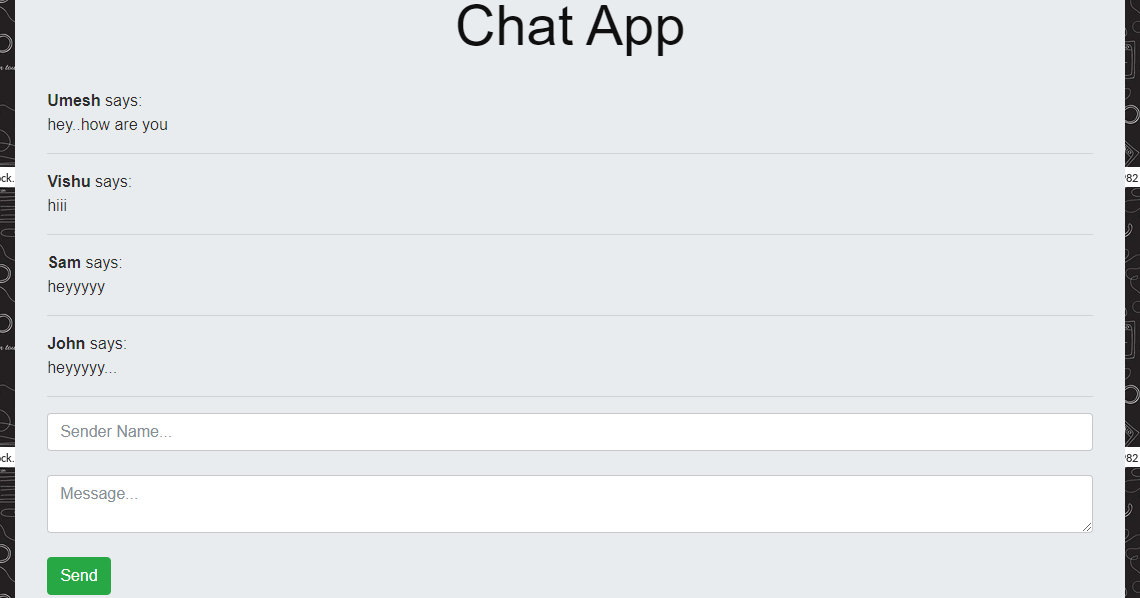 Chat App
Umesh says:
hey..how are you
Vishu says:
hiii
Sam says:
heyyyyy
John says:
heyyyyy...
Sender Name...
Message...
Send